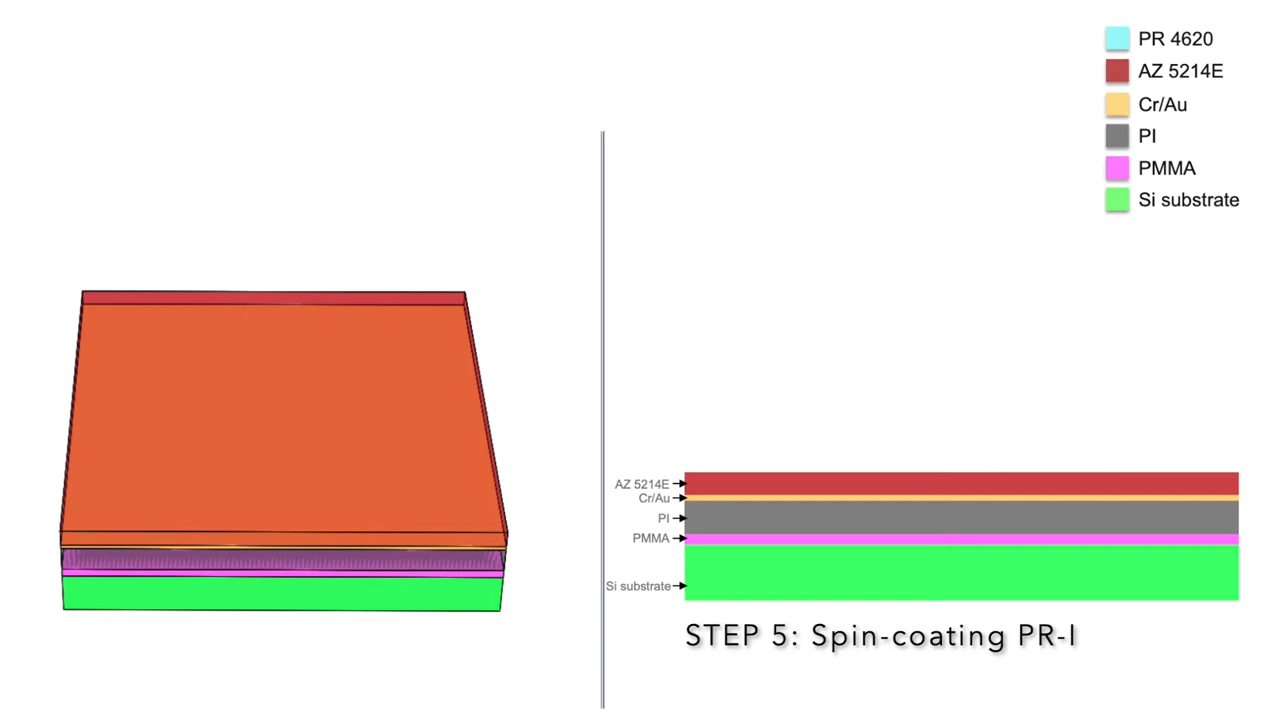 PR 4620
AZ 5214E
Cr/Au
PI
PMMA
Si substrate
AZ 5214E
Cr/Au
PI
PMMA
Si substrate
STEP 5: Spin-coating PR-I